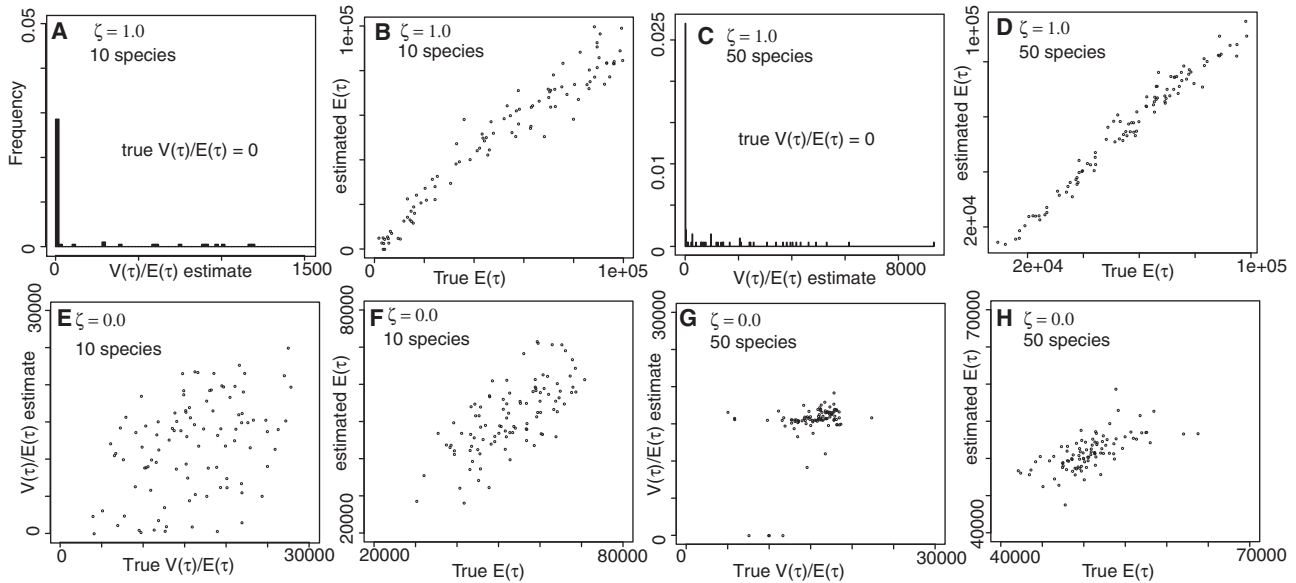 A ζ = 1.0
10 species
true V(τ)/E(τ) = 0
Frequency
0.05
0
0
1500
V(τ)/E(τ) estimate
B ζ = 1.0
10 species
estimated E(τ)
1e+05
0
0
1e+05
True E(τ)
C ζ = 1.0
50 species
true V(τ)/E(τ) = 0
0.025
0.01
0
0
8000
V(τ)/E(τ) estimate
D ζ = 1.0
50 species
estimated E(τ)
1e+05
2e+04
2e+04
1e+05
True E(τ)
E ζ = 0.0
10 species
V(τ)/E(τ) estimate
30000
0
0
30000
True V(τ)/E(τ)
F ζ = 0.0
10 species
estimated E(τ)
80000
20000
20000
80000
True E(τ)
G ζ = 0.0
50 species
V(τ)/E(τ) estimate
30000
0
0
30000
True V(τ)/E(τ)
H ζ = 0.0
50 species
estimated E(τ)
70000
40000
40000
70000
True E(τ)